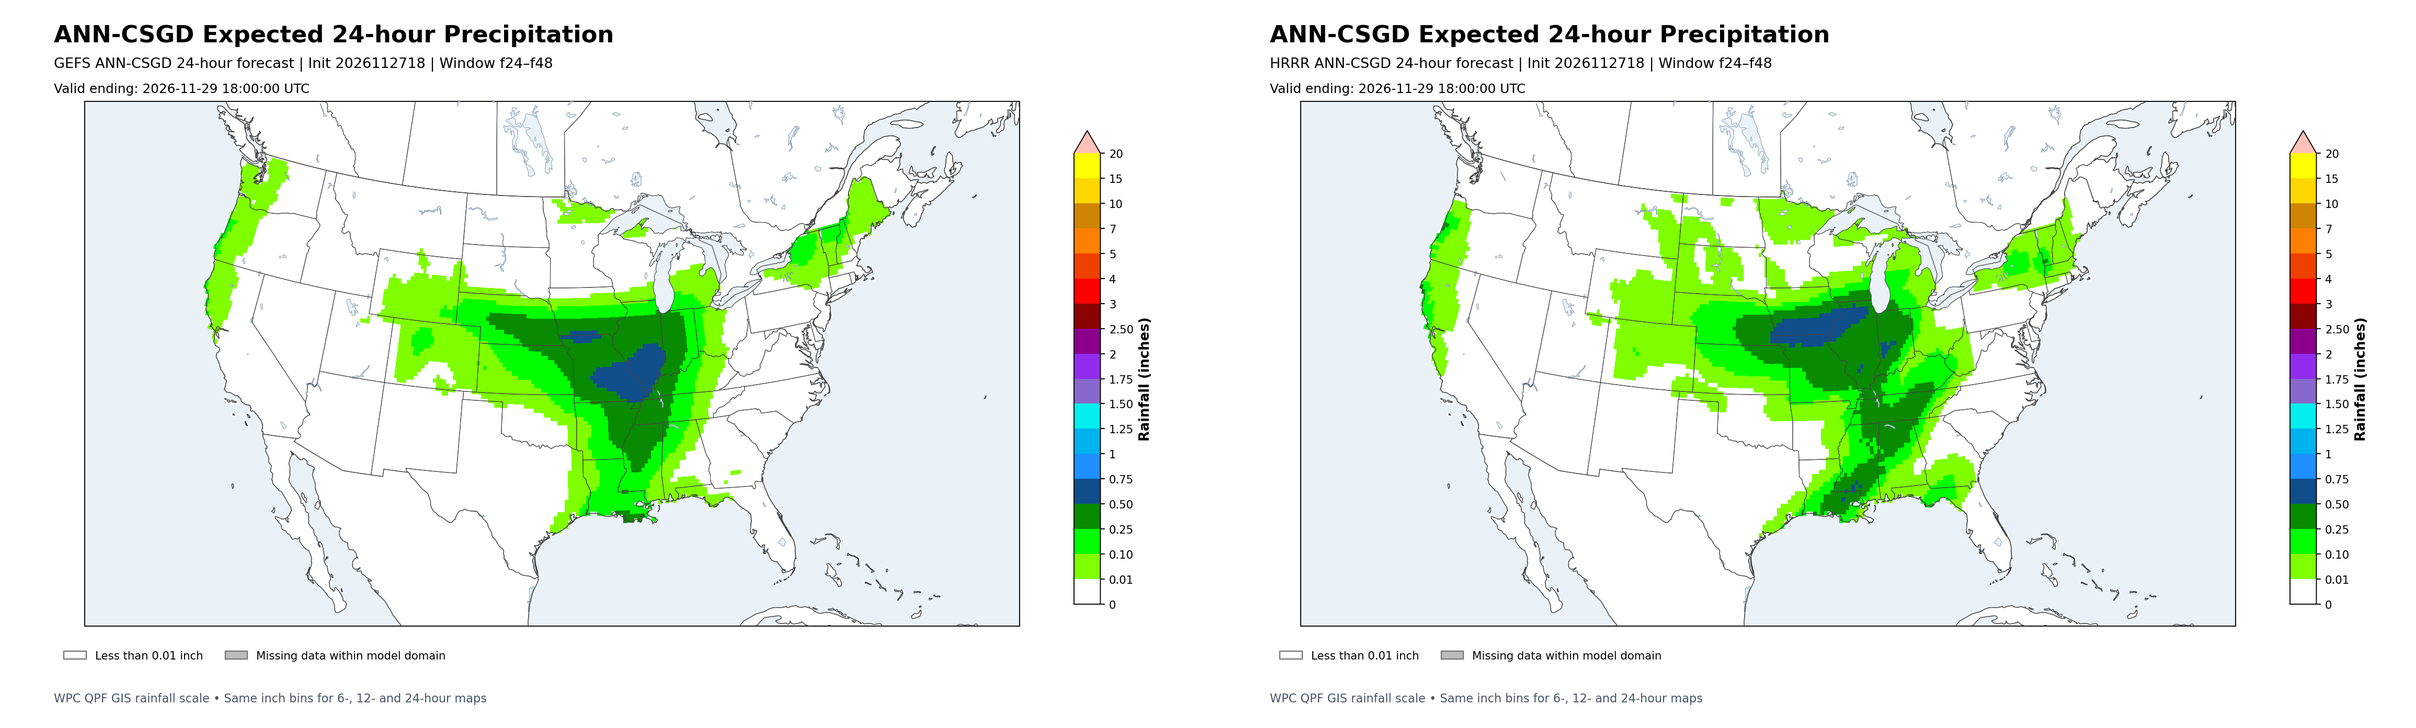 ANN-CSGD Expected 24-hour Precipitation
GEFS ANN-CSGD 24-hour forecast | Init 2026112718 | Window f24–f48
Valid ending: 2026-11-29 18:00:00 UTC
20
15
10
7
5
4
3
2.50
2
1.75
1.50
1.25
1
0.75
0.50
0.25
0.10
0.01
0
Rainfall (inches)
Less than 0.01 inch
Missing data within model domain
WPC QPF GIS rainfall scale • Same inch bins for 6-, 12- and 24-hour maps
ANN-CSGD Expected 24-hour Precipitation
HRRR ANN-CSGD 24-hour forecast | Init 2026112718 | Window f24–f48
Valid ending: 2026-11-29 18:00:00 UTC
20
15
10
7
5
4
3
2.50
2
1.75
1.50
1.25
1
0.75
0.50
0.25
0.10
0.01
0
Rainfall (inches)
Less than 0.01 inch
Missing data within model domain
WPC QPF GIS rainfall scale • Same inch bins for 6-, 12- and 24-hour maps